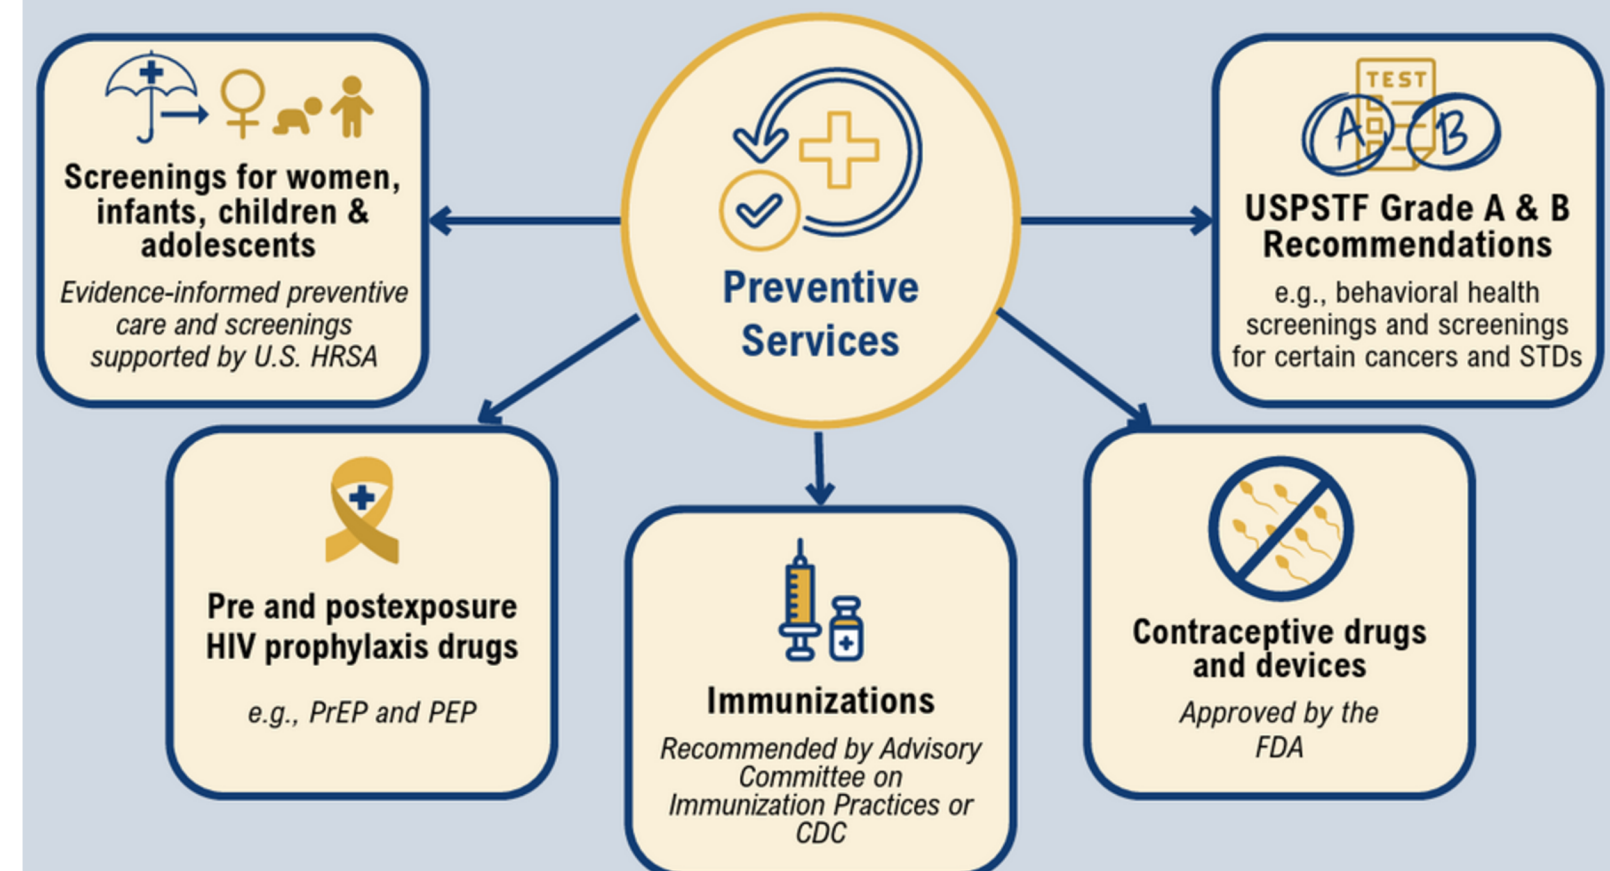 Preventive
Services
Screenings for women,
infants, children &
adolescents
Evidence-informed preventive
care and screenings
supported by U.S. HRSA
TEST
A B
USPSTF Grade A & B
Recommendations
e.g., behavioral health
screenings and screenings
for certain cancers and STDs
Pre and postexposure
HIV prophylaxis drugs
e.g., PrEP and PEP
Immunizations
Recommended by Advisory
Committee on
Immunization Practices or
CDC
Contraceptive drugs
and devices
Approved by the
FDA